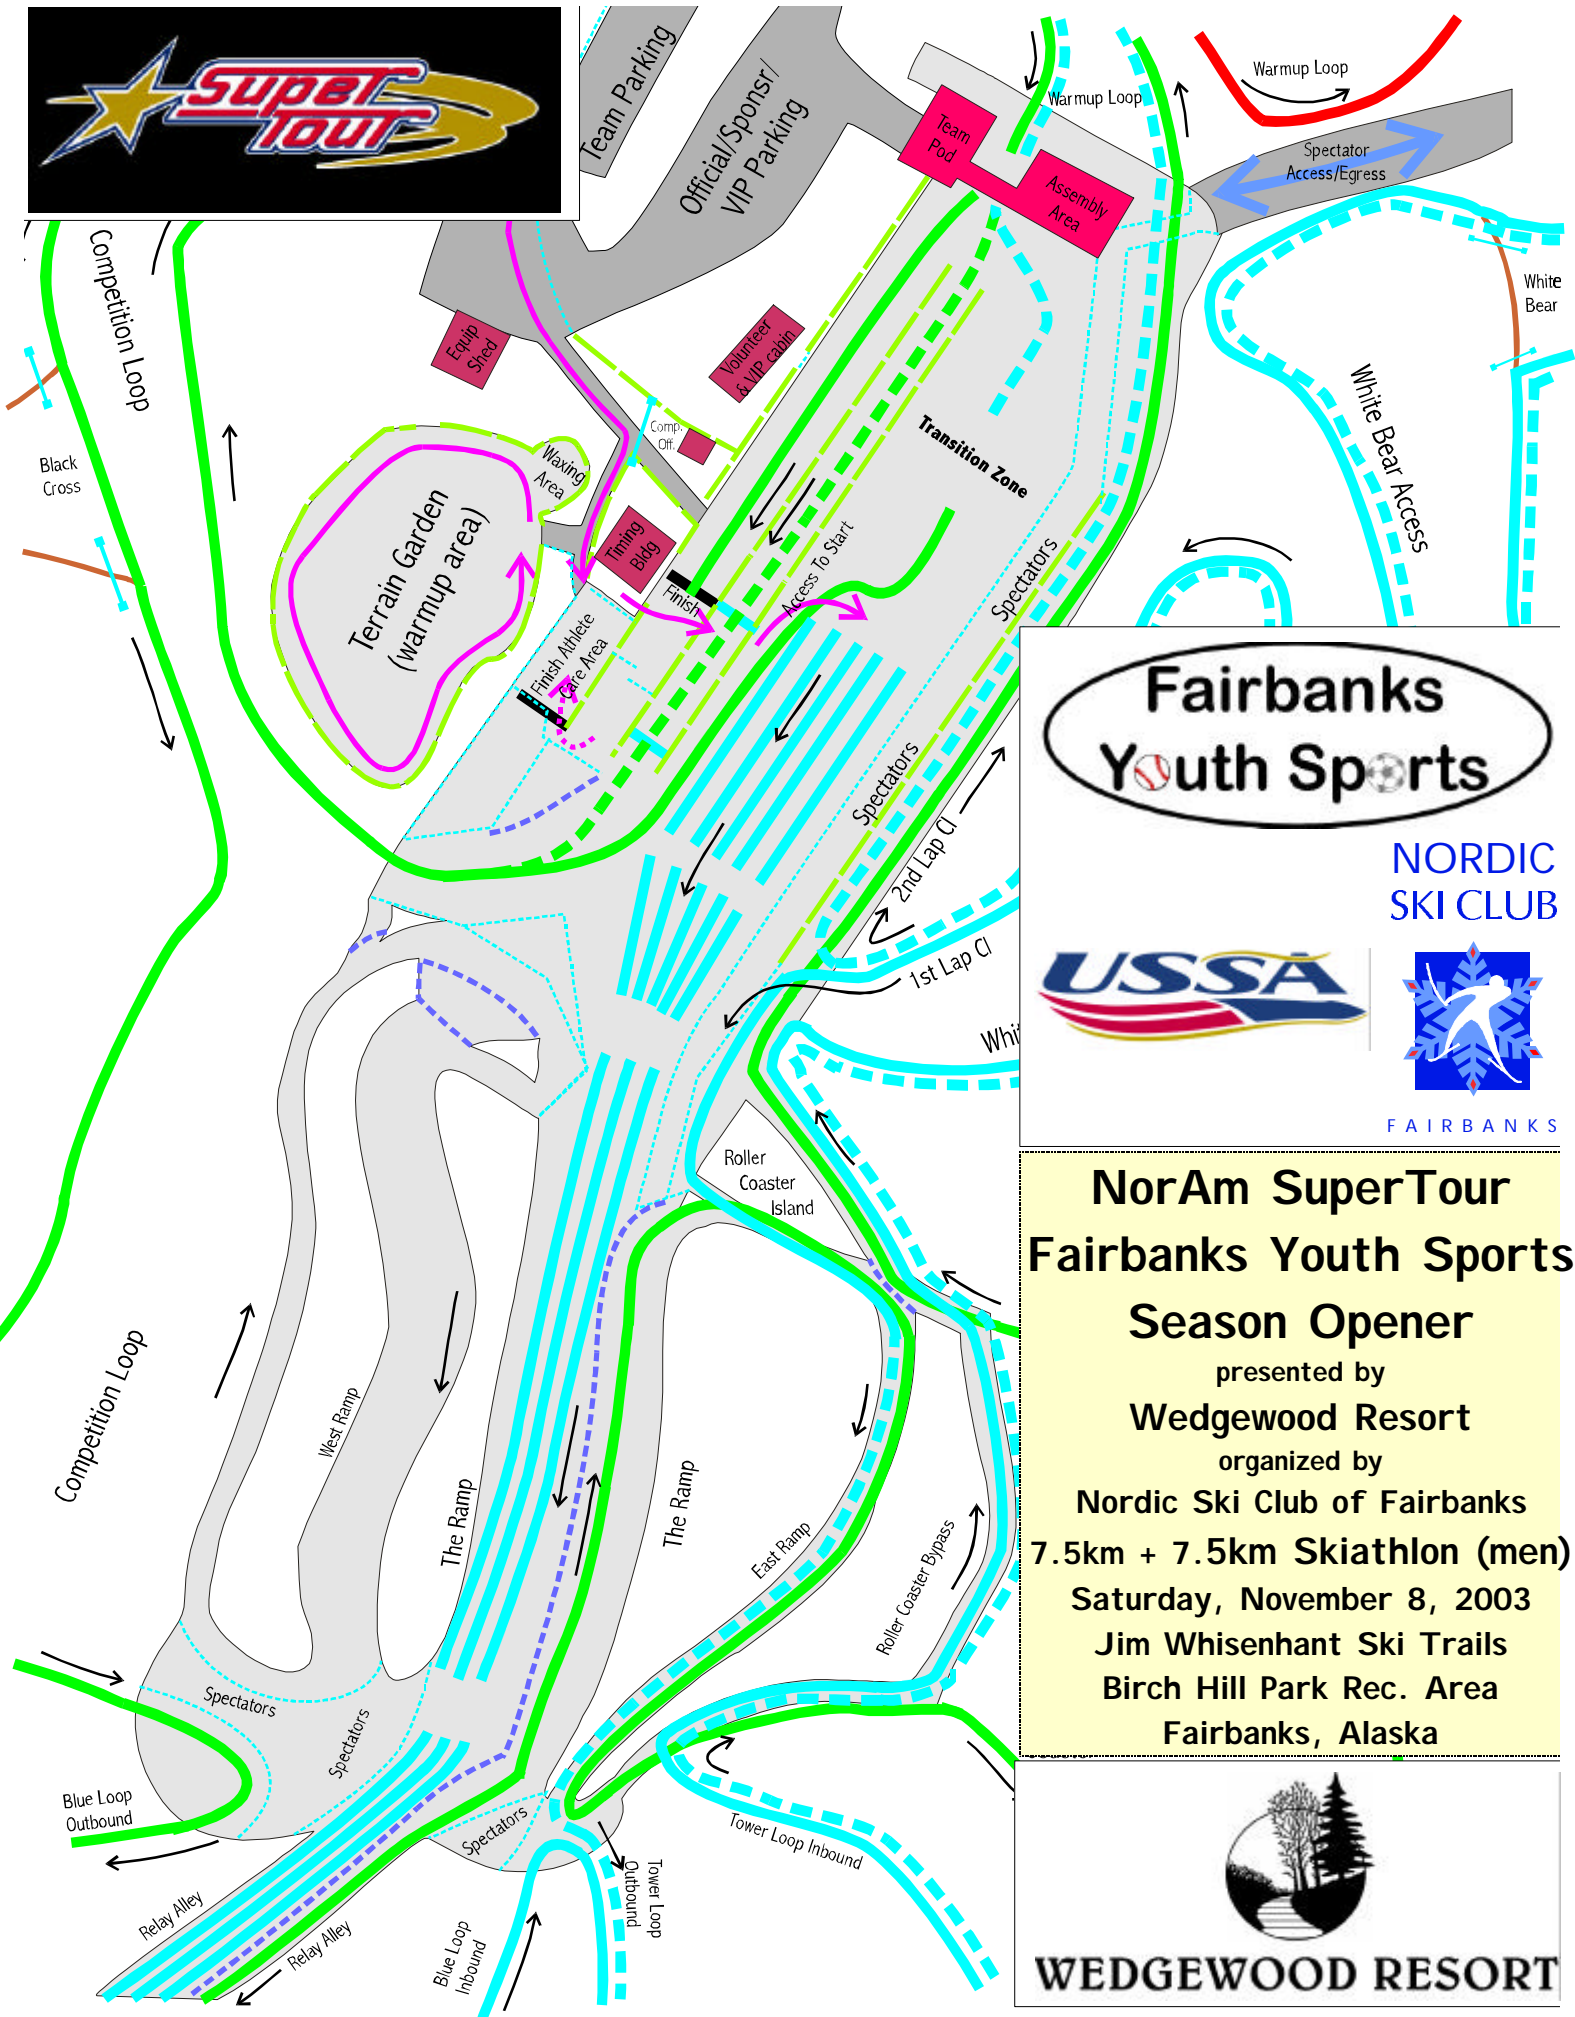 Super
Tour
Team Parking
Official/Sponsr/
VIP Parking
Team
Pod
Assembly
Area
Warmup Loop
Warmup Loop
Spectator
Access/Egress
White
Bear
White Bear Access
Competition Loop
Black
Cross
Equip
Shed
Volunteer
& VIP cabin
Comp.
Off.
Waxing
Area
Terrain Garden
(warmup area)
Timing
Bldg
Finish
Finish Athlete
Care Area
Access To Start
Transition Zone
Spectators
Spectators
2nd Lap Cl
1st Lap Cl
Whi
Roller
Coaster
Island
Competition Loop
West Ramp
The Ramp
The Ramp
East Ramp
Roller Coaster Bypass
Spectators
Spectators
Spectators
Blue Loop
Outbound
Relay Alley
Relay Alley
Blue Loop
Inbound
Tower Loop
Outbound
Tower Loop Inbound
Fairbanks
Youth Sports
NORDIC
SKI CLUB
USSA
FAIRBANKS
NorAm SuperTour
Fairbanks Youth Sports
Season Opener
presented by
Wedgewood Resort
organized by
Nordic Ski Club of Fairbanks
7.5km + 7.5km Skiathlon (men)
Saturday, November 8, 2003
Jim Whisenhant Ski Trails
Birch Hill Park Rec. Area
Fairbanks, Alaska
WEDGEWOOD RESORT